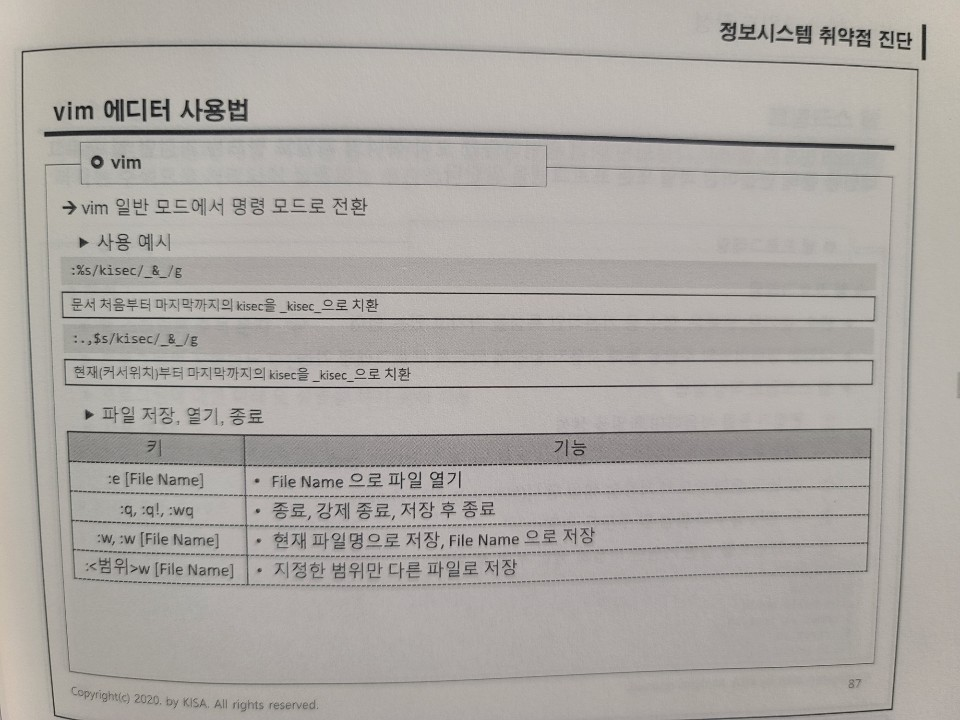 정보시스템 취약점 진단
vim 에디터 사용법
vim
→ vim 일반 모드에서 명령 모드로 전환
▶ 사용 예시
:%s/kisec/_&_/g
문서 처음부터 마지막까지의 kisec을 _kisec_으로 치환
:.,$s/kisec/_&_/g
현재(커서위치)부터 마지막까지의 kisec을 _kisec_으로 치환
▶ 파일 저장, 열기, 종료
키 기능
:e [File Name] • File Name 으로 파일 열기
:q, :q!, :wq • 종료, 강제 종료, 저장 후 종료
:w, :w [File Name] • 현재 파일명으로 저장, File Name 으로 저장
:<범위>w [File Name] • 지정한 범위만 다른 파일로 저장
87
Copyright(c) 2020. by KISA. All rights reserved.